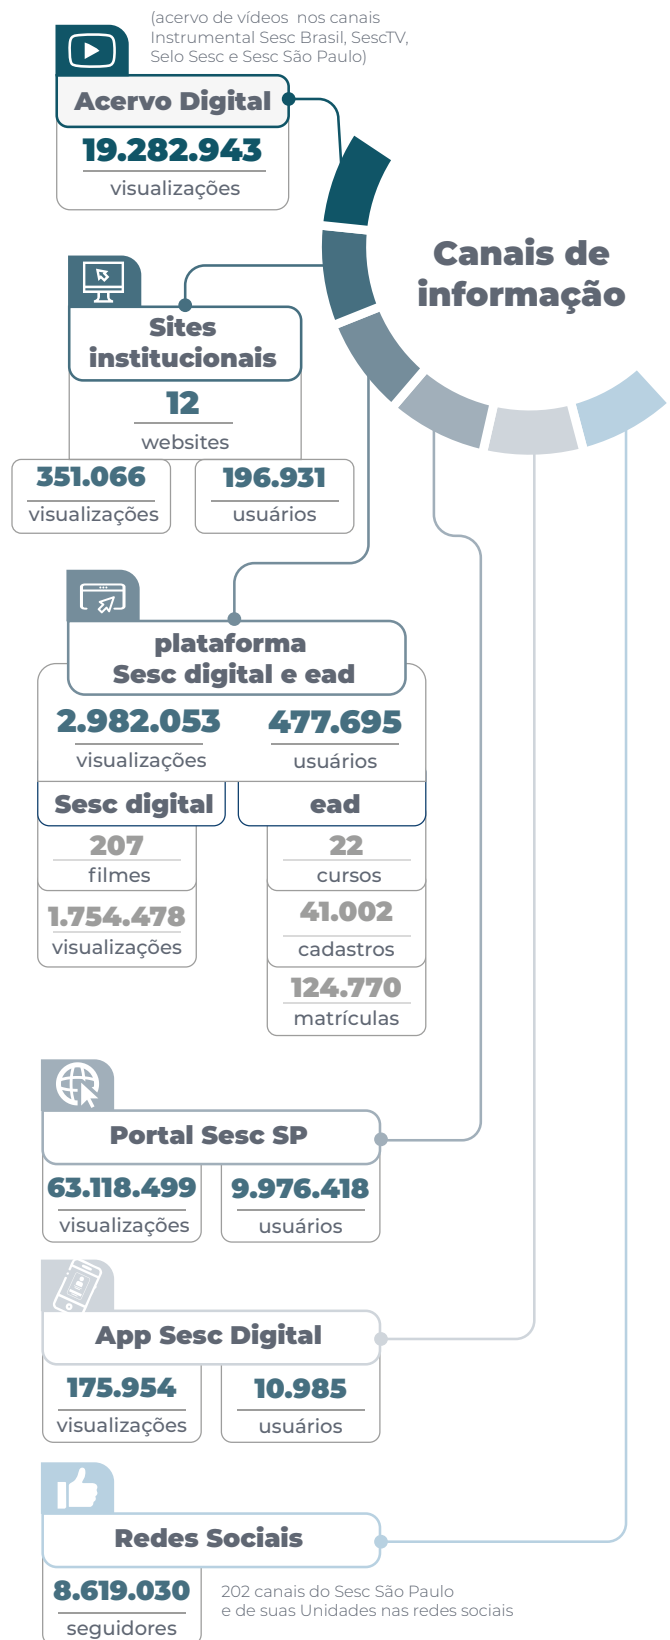 (acervo de vídeos nos canais
Instrumental Sesc Brasil, SescTV,
Selo Sesc e Sesc São Paulo)
Acervo Digital
19.282.943
visualizações
Canais de
informação
Sites
institucionais
12
websites
351.066
visualizações
196.931
usuários
plataforma
Sesc digital e ead
2.982.053
visualizações
477.695
usuários
Sesc digital
207
filmes
1.754.478
visualizações
ead
22
cursos
41.002
cadastros
124.770
matrículas
Portal Sesc SP
63.118.499
visualizações
9.976.418
usuários
App Sesc Digital
175.954
visualizações
10.985
usuários
Redes Sociais
8.619.030
seguidores
202 canais do Sesc São Paulo
e de suas Unidades nas redes sociais